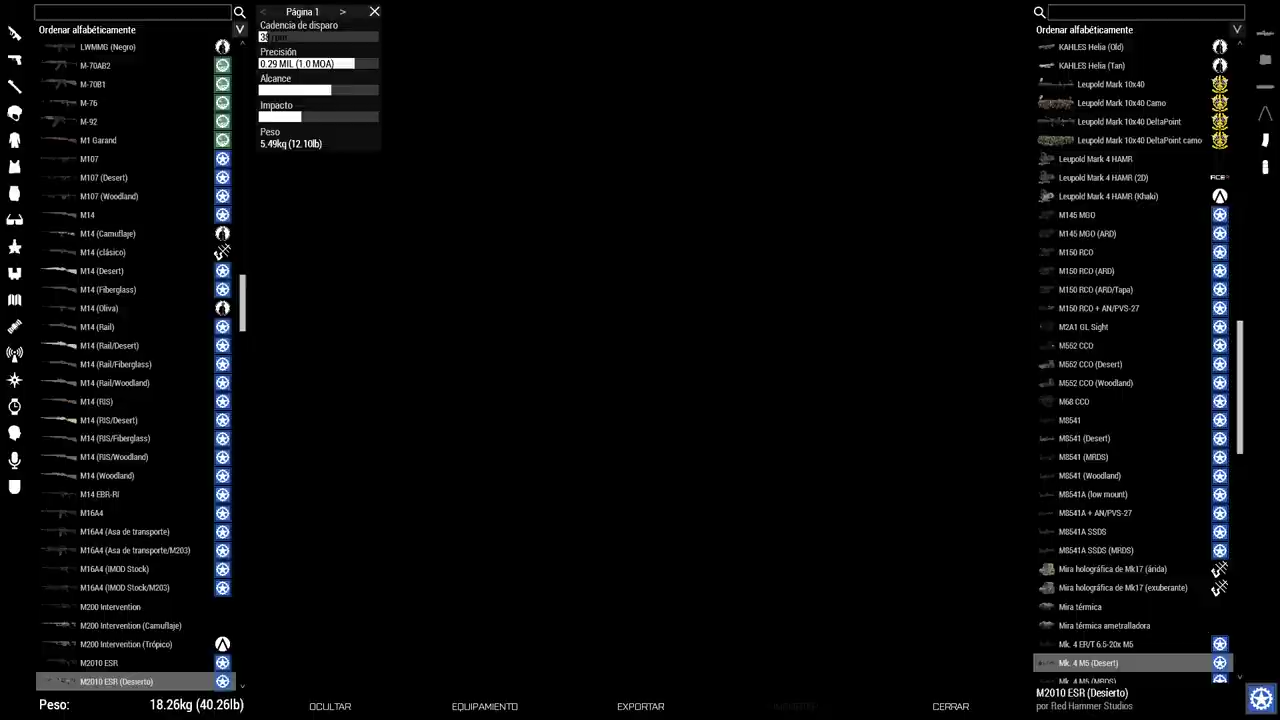 Ordenar alfabéticamente
LWMMG (Negro)
M-70AB2
M-70B1
M-76
M-92
M1 Garand
M107
M107 (Desert)
M107 (Woodland)
M14
M14 (Camuflaje)
M14 (clásico)
M14 (Desert)
M14 (Fiberglass)
M14 (Oliva)
M14 (Rail)
M14 (Rail/Desert)
M14 (Rail/Fiberglass)
M14 (Rail/Woodland)
M14 (RIS)
M14 (RIS/Desert)
M14 (RIS/Fiberglass)
M14 (RIS/Woodland)
M14 (Woodland)
M14 EBR-RI
M16A4
M16A4 (Asa de transporte)
M16A4 (Asa de transporte/M203)
M16A4 (IMOD Stock)
M16A4 (IMOD Stock/M203)
M200 Intervention
M200 Intervention (Camuflaje)
M200 Intervention (Trópico)
M2010 ESR
M2010 ESR (Desierto)
Peso: 18.26kg (40.26lb)
< Página 1 >
Cadencia de disparo
Precisión
0.29 MIL (1.0 MOA)
Alcance
Impacto
Peso
5.49kg (12.10lb)
OCULTAR
EQUIPAMIENTO
EXPORTAR
CERRAR
Ordenar alfabéticamente
KAHLES Helia (Old)
KAHLES Helia (Tan)
Leupold Mark 10x40
Leupold Mark 10x40 Camo
Leupold Mark 10x40 DeltaPoint
Leupold Mark 10x40 DeltaPoint camo
Leupold Mark 4 HAMR
Leupold Mark 4 HAMR (2D)
Leupold Mark 4 HAMR (Khaki)
M145 MGO
M145 MGO (ARD)
M150 RCO
M150 RCO (ARD)
M150 RCO (ARD/Tapa)
M150 RCO + AN/PVS-27
M2A1 GL Sight
M552 CCO
M552 CCO (Desert)
M552 CCO (Woodland)
M68 CCO
M8541
M8541 (Desert)
M8541 (MRDS)
M8541 (Woodland)
M8541A (low mount)
M8541A + AN/PVS-27
M8541A SSDS
M8541A SSDS (MRDS)
Mira holográfica de Mk17 (árida)
Mira holográfica de Mk17 (exuberante)
Mira térmica
Mira térmica ametralladora
Mk. 4 ER/T 6.5-20x M5
Mk. 4 M5 (Desert)
Mk. 4 M5 (MRDS)
M2010 ESR (Desierto)
por Red Hammer Studios